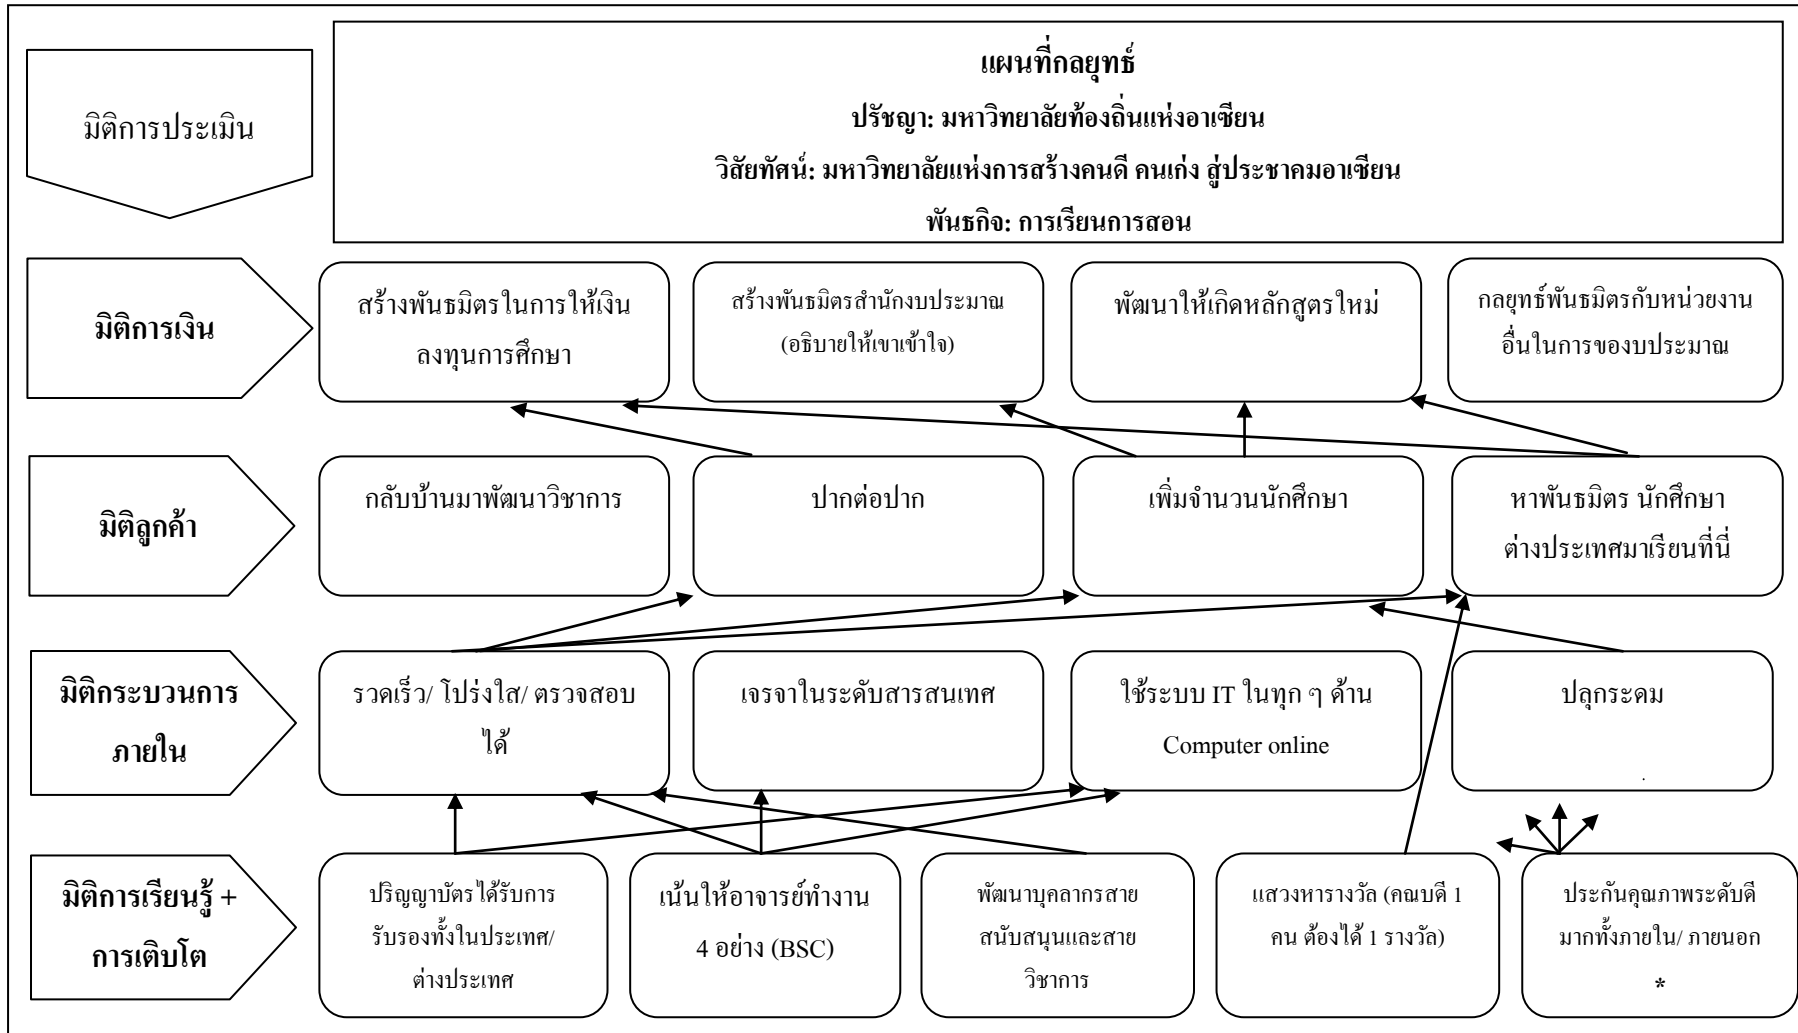 แผนที่กลยุทธ์
ปรัชญา: มหาวิทยาลัยท้องถิ่นแห่งอาเซียน
วิสัยทัศน์: มหาวิทยาลัยแห่งการสร้างคนดี คนเก่ง สู่ประชาคมอาเซียน
พันธกิจ: การเรียนการสอน
มิติการประเมิน
มิติการเงิน
สร้างพันธมิตรในการให้เงิน
ลงทุนการศึกษา
สร้างพันธมิตรสำนักงบประมาณ
(อธิบายให้เขาเข้าใจ)
พัฒนาให้เกิดหลักสูตรใหม่
กลยุทธ์พันธมิตรกับหน่วยงาน
อื่นในการของบประมาณ
มิติลูกค้า
กลับบ้านมาพัฒนาวิชาการ
ปากต่อปาก
เพิ่มจำนวนนักศึกษา
หาพันธมิตร นักศึกษา
ต่างประเทศมาเรียนที่นี่
มิติกระบวนการ
ภายใน
รวดเร็ว/ โปร่งใส/ ตรวจสอบ
ได้
เจรจาในระดับสารสนเทศ
ใช้ระบบ IT ในทุก ๆ ด้าน
Computer online
ปลุกระดม
.
มิติการเรียนรู้ +
การเติบโต
ปริญญาบัตร ได้รับการ
รับรองทั้งในประเทศ/
ต่างประเทศ
เน้นให้อาจารย์ทำงาน
4 อย่าง (BSC)
พัฒนาบุคลากรสาย
สนับสนุนและสาย
วิชาการ
แสวงหารางวัล (คณบดี 1
คน ต้องได้ 1 รางวัล)
ประกันคุณภาพระดับดี
มากทั้งภายใน/ ภายนอก
*